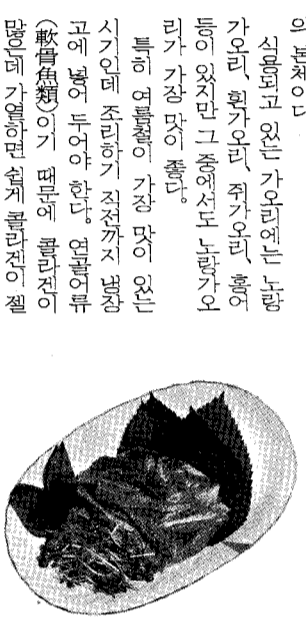 의 본체이다
식용되고 있는 가오리에는 노랑
가오리, 흰가오리, 쥐가오리, 홍어
등이 있지만 그 중에서도 노랑가오
리가 가장 맛이 좋다.
특히 여름철이 가장 맛이 있는
시기인데 조리하기 직전까지 냉장
고에 넣어 두어야 한다. 연골어류
(軟骨魚類)이기 때문에 콜라겐이
많은데 가열하면 쉽게 콜라겐이 젤